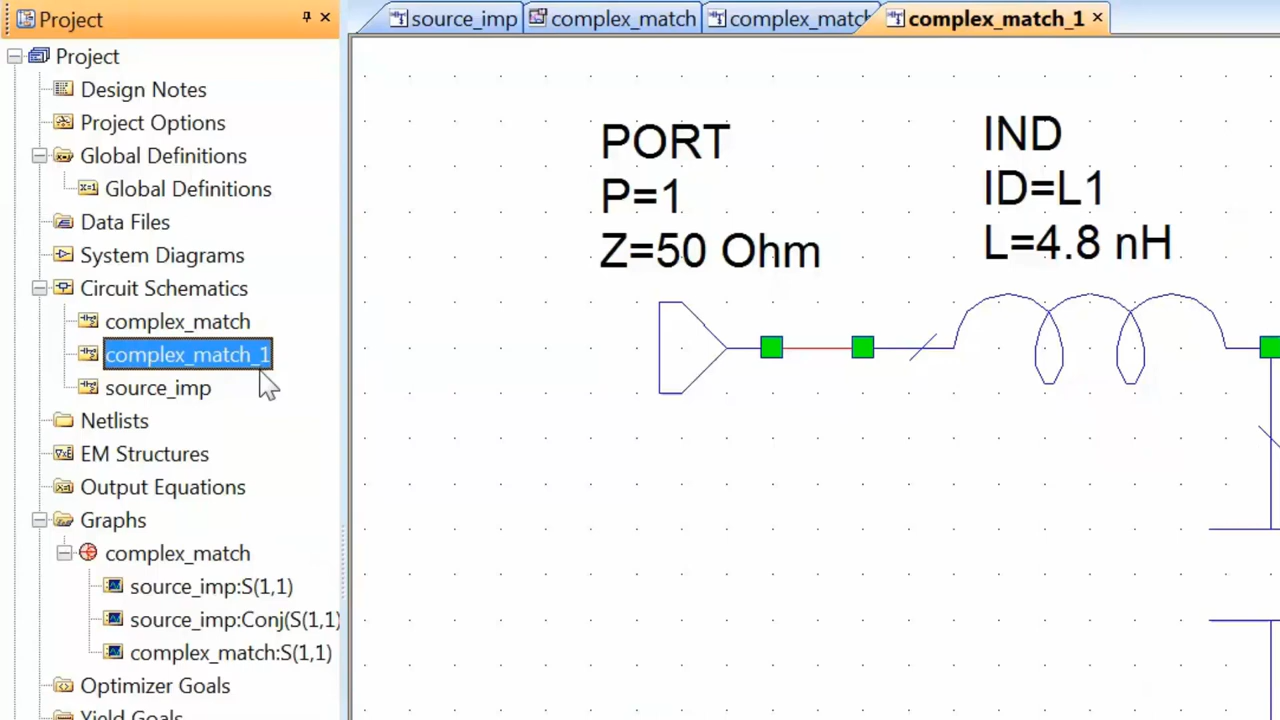 Project
source_imp
complex_match
complex_matc
complex_match_1
Project
Design Notes
Project Options
Global Definitions
Global Definitions
Data Files
System Diagrams
Circuit Schematics
complex_match
complex_match_1
source_imp
Netlists
EM Structures
Output Equations
Graphs
complex_match
source_imp:S(1,1)
source_imp:Conj(S(1,1)
complex_match:S(1,1)
Optimizer Goals
Yield Goals
PORT
P=1
Z=50 Ohm
IND
ID=L1
L=4.8 nH